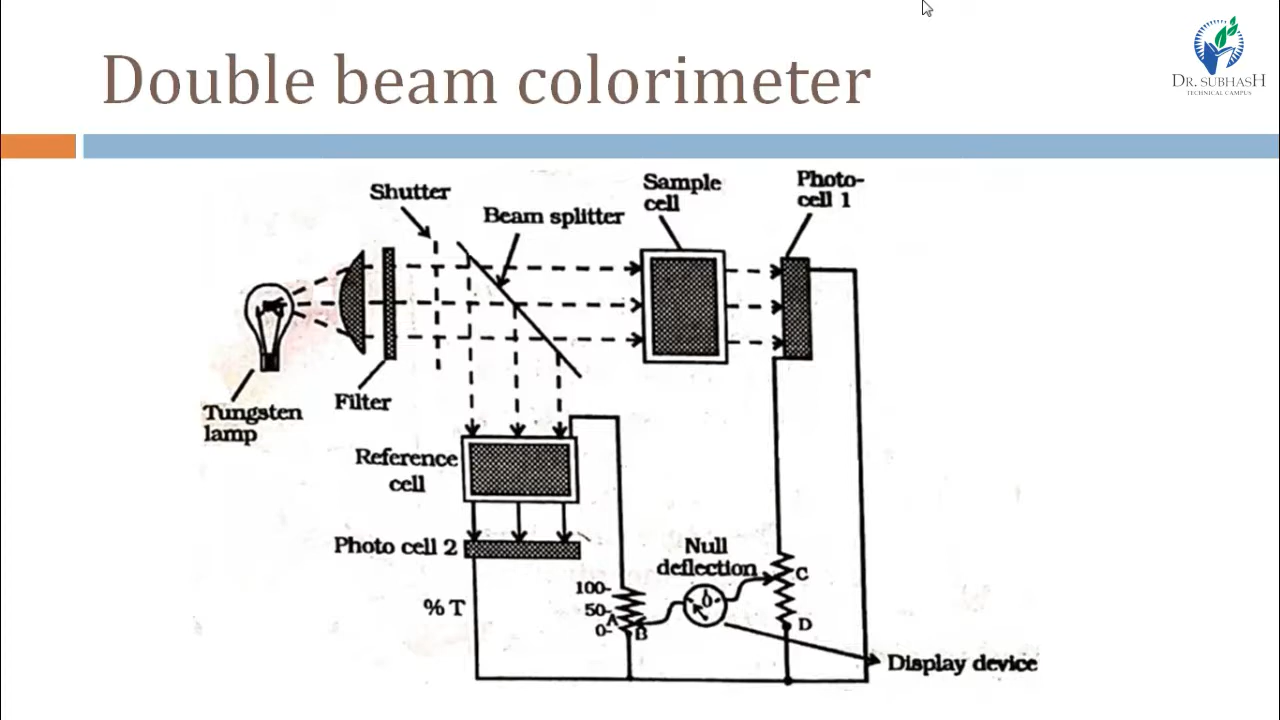 Double beam colorimeter
DR. SUBHASH
TECHNICAL CAMPUS
Shutter
Beam splitter
Sample
cell
Photo-
cell 1
Tungsten
lamp
Filter
Reference
cell
Photo cell 2
% T
100-
50-
0-
A
B
Null
deflection
C
D
Display device